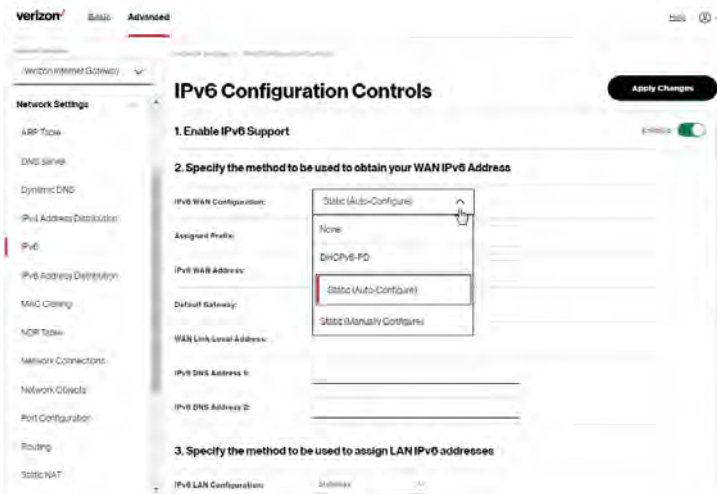 verizon
Basic Advanced
Help
Verizon Internet Gateway
Network Settings
ARP Table
DNS Server
Dynamic DNS
IPv4 Address Distribution
IPv6
IPv6 Address Distribution
MAC Cloning
NDP Table
Network Connections
Network Objects
Port Configuration
Routing
Static NAT
IPv6 Configuration Controls
Apply Changes
1. Enable IPv6 Support
Enabled
2. Specify the method to be used to obtain your WAN IPv6 Address
IPv6 WAN Configuration:
Static (Auto-Configure)
None
DHCPv6-PD
Static (Auto-Configure)
Static (Manually Configure)
Assigned Prefix:
IPv6 WAN Address:
Default Gateway:
WAN Link Local Address:
IPv6 DNS Address 1:
IPv6 DNS Address 2:
3. Specify the method to be used to assign LAN IPv6 addresses
IPv6 LAN Configuration:
Stateless